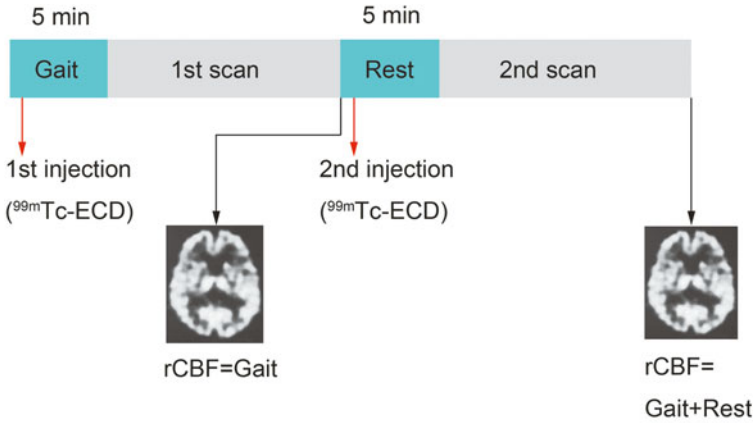 5 min
5 min
Gait
1st scan
Rest
2nd scan
1st injection
(99mTc-ECD)
2nd injection
(99mTc-ECD)
rCBF=Gait
rCBF=
Gait+Rest